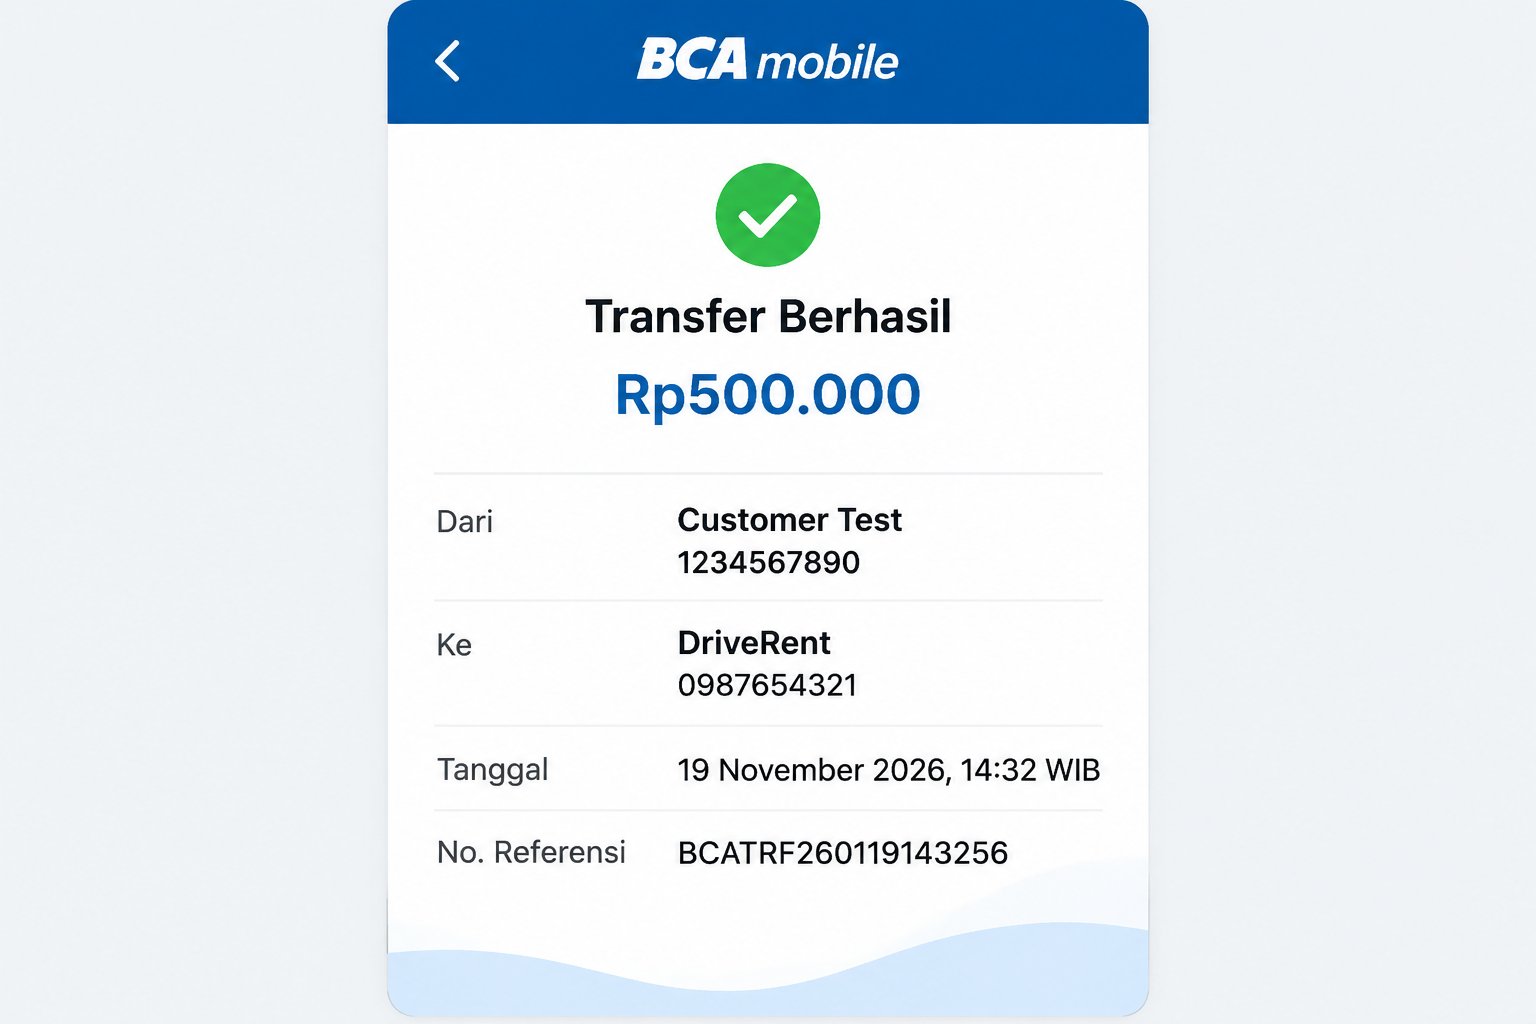 BCA mobile
Transfer Berhasil
Rp500.000
Dari
Customer Test
1234567890
Ke
DriveRent
0987654321
Tanggal
19 November 2026, 14:32 WIB
No. Referensi
BCATRF260119143256